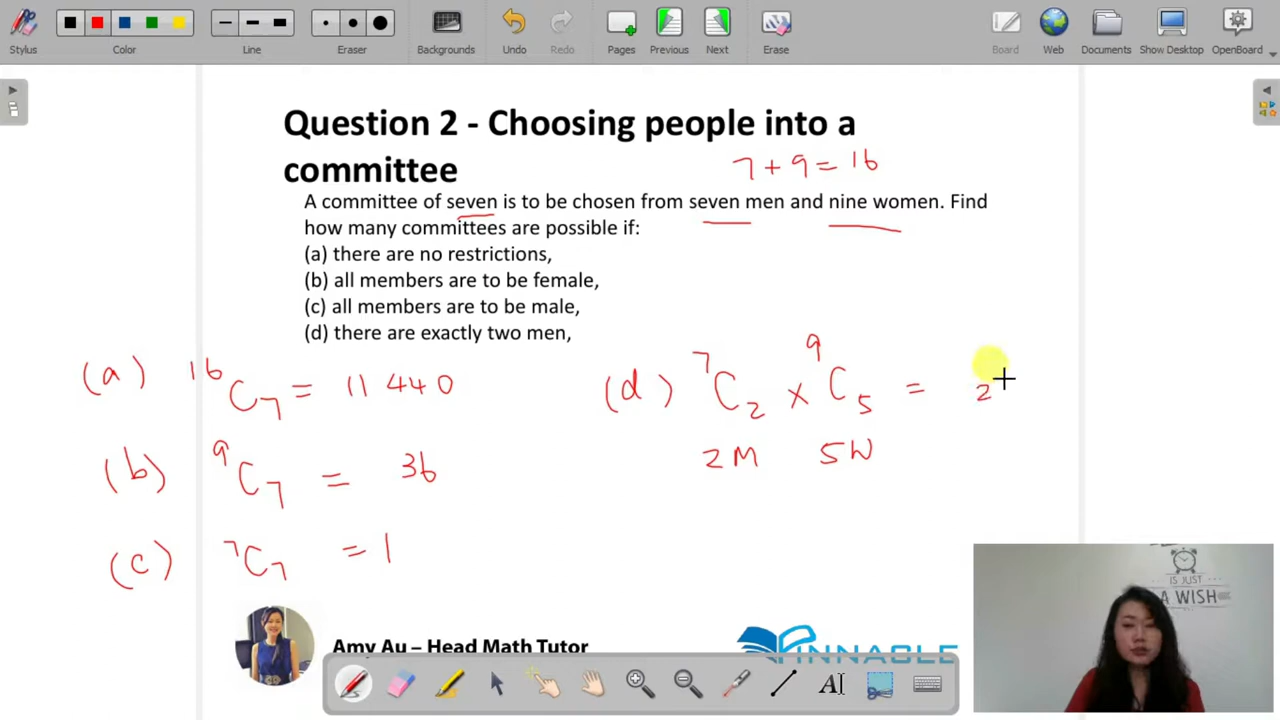 Stylus
Color
Line
Eraser
Backgrounds
Undo
Redo
Pages
Previous
Next
Erase
Board
Web
Documents
Show Desktop
OpenBoard
Question 2 - Choosing people into a
committee
7 + 9 = 16
A committee of seven is to be chosen from seven men and nine women. Find
how many committees are possible if:
(a) there are no restrictions,
(b) all members are to be female,
(c) all members are to be male,
(d) there are exactly two men,
(a) 16C7 = 11 440
(b) 9C7 = 36
(c) 7C7 = 1
(d) 7C2 x 9C5 = 2
2M 5W
Amy Au – Head Math Tutor
PINNACLE
IS JUST
A WISH